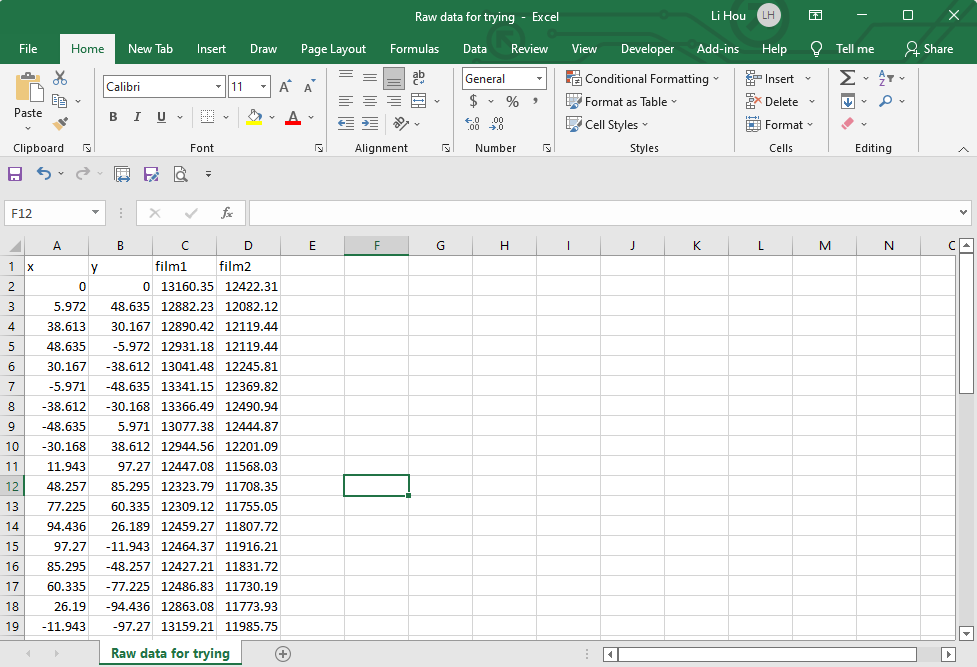 Raw data for trying - Excel
Li Hou LH
File Home New Tab Insert Draw Page Layout Formulas Data Review View Developer Add-ins Help Tell me Share
Paste
Clipboard
Calibri 11
B I U A
Font
ab
Alignment
General
$ % ,
Number
Conditional Formatting
Format as Table
Cell Styles
Styles
Insert
Delete
Format
Cells
Editing
F12 fx
A B C D E F G H I J K L M N
1 x y film1 film2
2 0 0 13160.35 12422.31
3 5.972 48.635 12882.23 12082.12
4 38.613 30.167 12890.42 12119.44
5 48.635 -5.972 12931.18 12119.44
6 30.167 -38.612 13041.48 12245.81
7 -5.971 -48.635 13341.15 12369.82
8 -38.612 -30.168 13366.49 12490.94
9 -48.635 5.971 13077.38 12444.87
10 -30.168 38.612 12944.56 12201.09
11 11.943 97.27 12447.08 11568.03
12 48.257 85.295 12323.79 11708.35
13 77.225 60.335 12309.12 11755.05
14 94.436 26.189 12459.27 11807.72
15 97.27 -11.943 12464.37 11916.21
16 85.295 -48.257 12427.21 11831.72
17 60.335 -77.225 12486.83 11730.19
18 26.19 -94.436 12863.08 11773.93
19 -11.943 -97.27 13159.21 11985.75
Raw data for trying